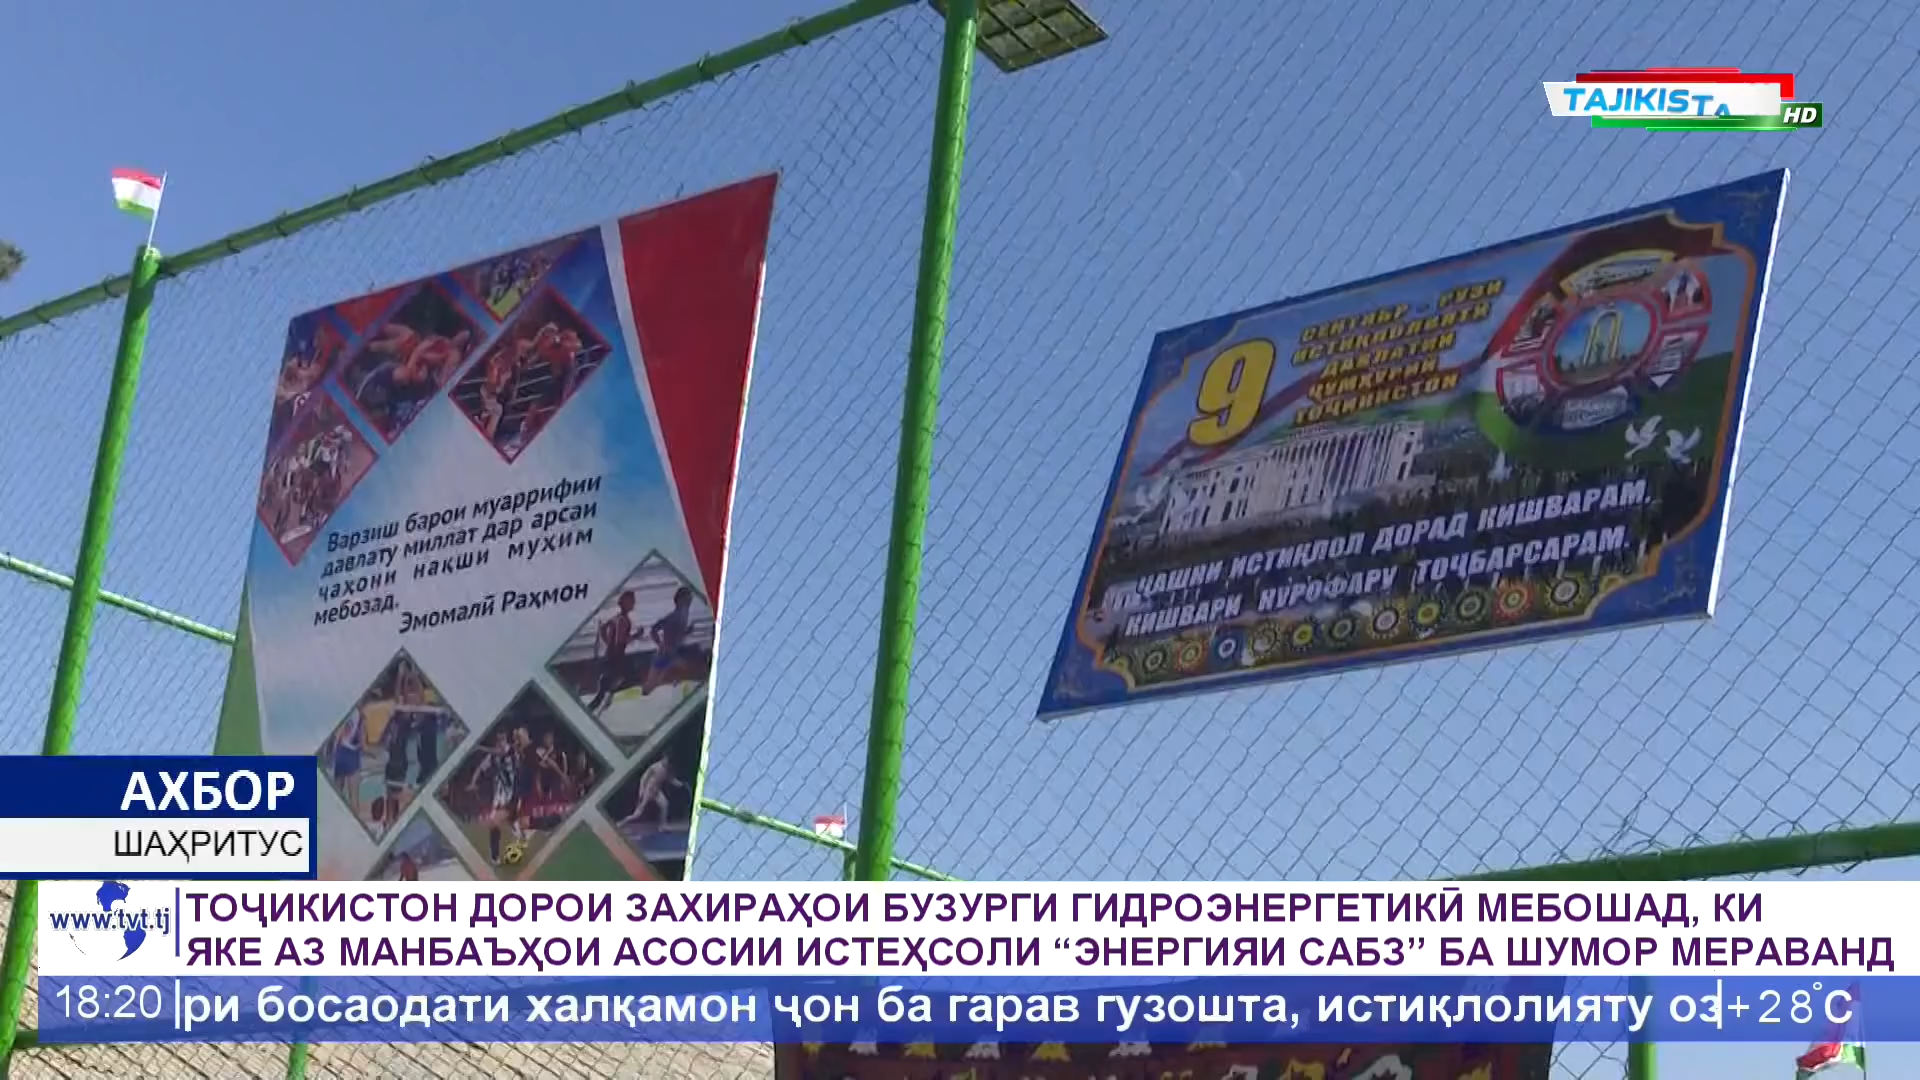 TAJIKISTA
HD
Варзиш барои муаррифии
давлату миллат дар арсаи
ҷаҳони нақши муҳим
мебозад.
Эмомалӣ Раҳмон
9
СЕНТЯБР - РУЗИ
ИСТИҚЛОЛИЯТИ
ДАВЛАТИИ
ҶУМҲУРИИ
ТОҶИКИСТОН
ҶАШНИ ИСТИҚЛОЛ ДОРАД КИШВАРАМ,
КИШВАРИ НУРОФАРУ ТОҶБАРСАРАМ.
АХБОР
ШАҲРИТУС
www.tvt.tj
ТОҶИКИСТОН ДОРОИ ЗАХИРАҲОИ БУЗУРГИ ГИДРОЭНЕРГЕТИКӢ МЕБОШАД, КИ
ЯКЕ АЗ МАНБАЪҲОИ АСОСИИ ИСТЕҲСОЛИ “ЭНЕРГИЯИ САБЗ” БА ШУМОР МЕРАВАНД
18:20 ри босаодати халқамон ҷон ба гарав гузошта, истиқлолияту оз +28°C